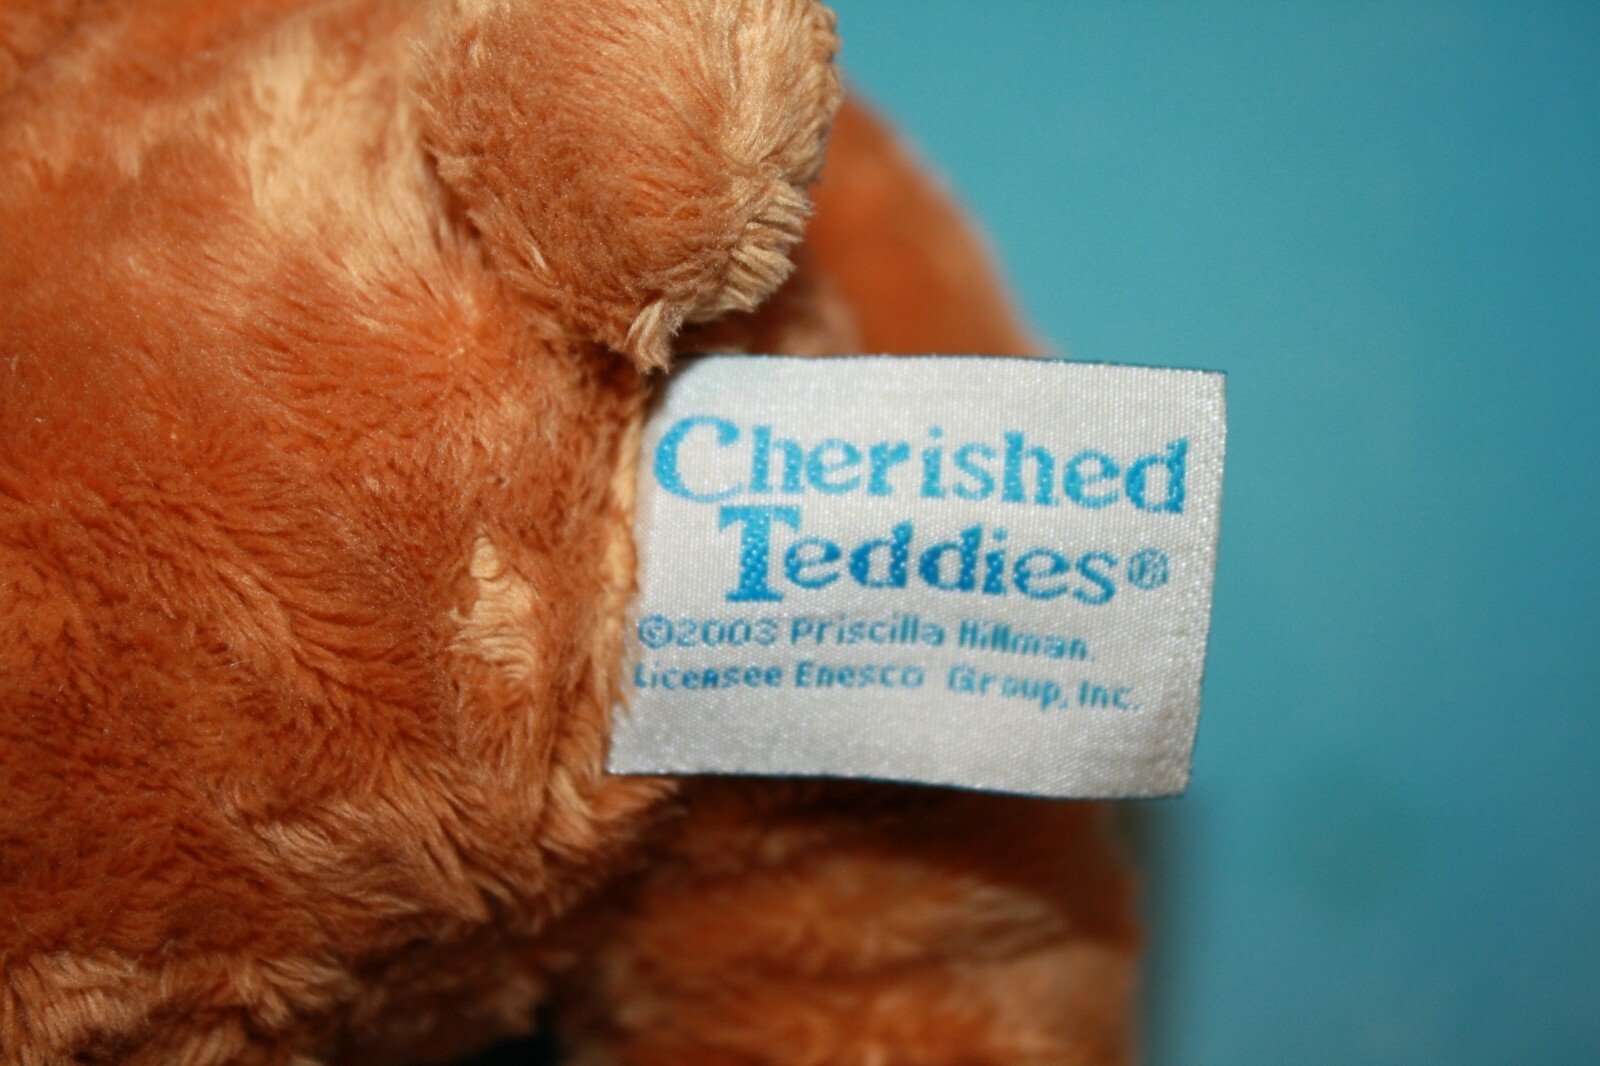 Cherished
Teddies®
©2003 Priscilla Hillman.
Licensee Enesco Group, Inc.